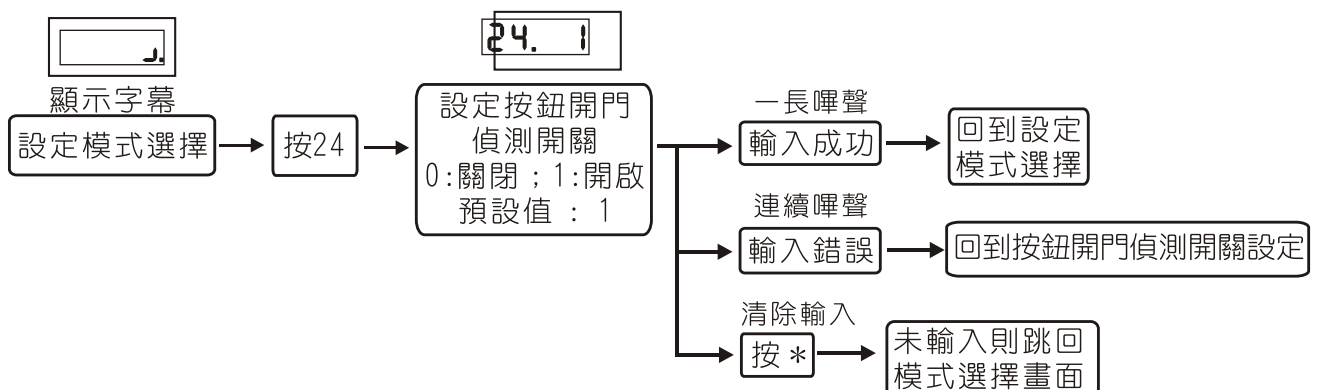 24. 1
顯示字幕
設定模式選擇
按24
設定按鈕開門
偵測開關
0:關閉；1:開啟
預設值 : 1
一長嗶聲
輸入成功
回到設定
模式選擇
連續嗶聲
輸入錯誤
回到按鈕開門偵測開關設定
清除輸入
按＊
未輸入則跳回
模式選擇畫面